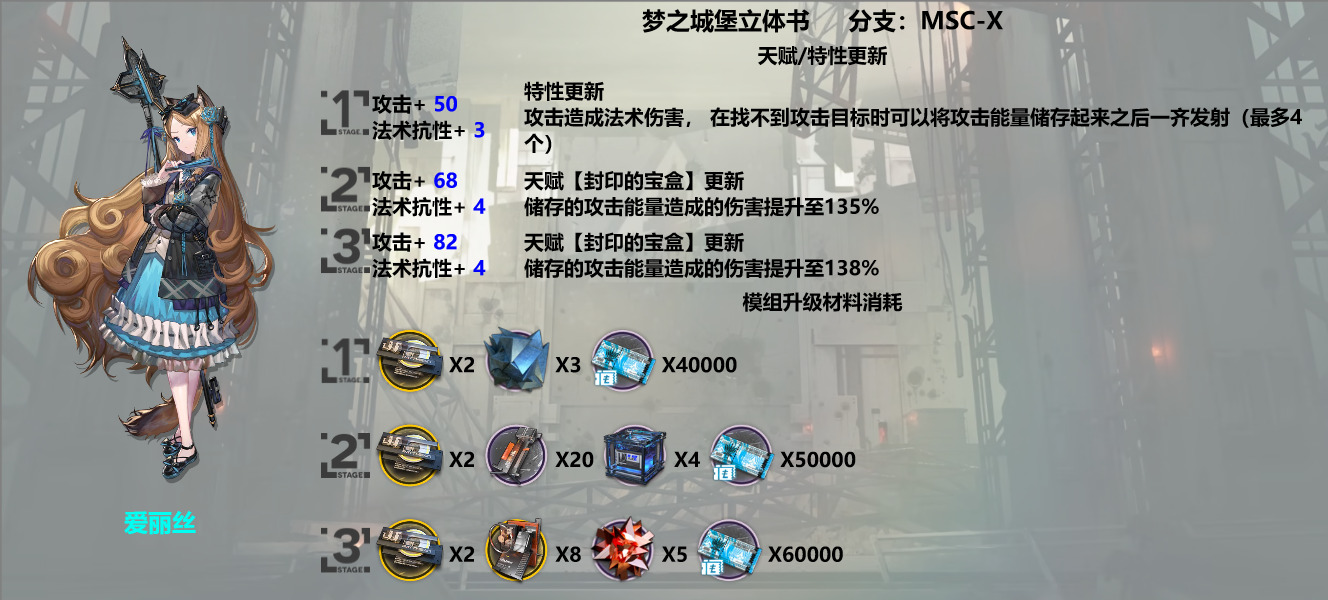 梦之城堡立体书 分支：MSC-X
天赋/特性更新
1 STAGE.
攻击+ 50
法术抗性+ 3
特性更新
攻击造成法术伤害， 在找不到攻击目标时可以将攻击能量储存起来之后一齐发射（最多4
个）
2 STAGE.
攻击+ 68
法术抗性+ 4
天赋【封印的宝盒】更新
储存的攻击能量造成的伤害提升至135%
3 STAGE.
攻击+ 82
法术抗性+ 4
天赋【封印的宝盒】更新
储存的攻击能量造成的伤害提升至138%
模组升级材料消耗
1 STAGE. X2 X3 X40000
2 STAGE. X2 X20 X4 X50000
爱丽丝
3 STAGE. X2 X8 X5 X60000